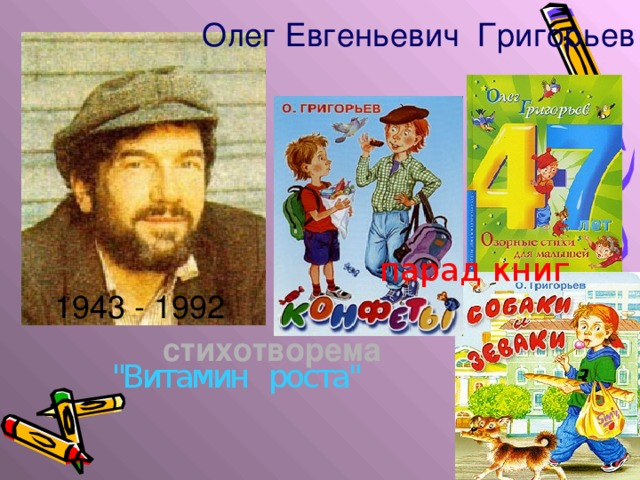 Олег Евгеньевич Григорьев
О. ГРИГОРЬЕВ
КОНФЕТЫ
Олег
Григорьев
4-7
лет
Озорные стихи
для малышей
парад книг
О. Григорьев
СОБАКИ
и
ЗЕВАКИ
1943 - 1992
стихотворема
"Витамин роста"